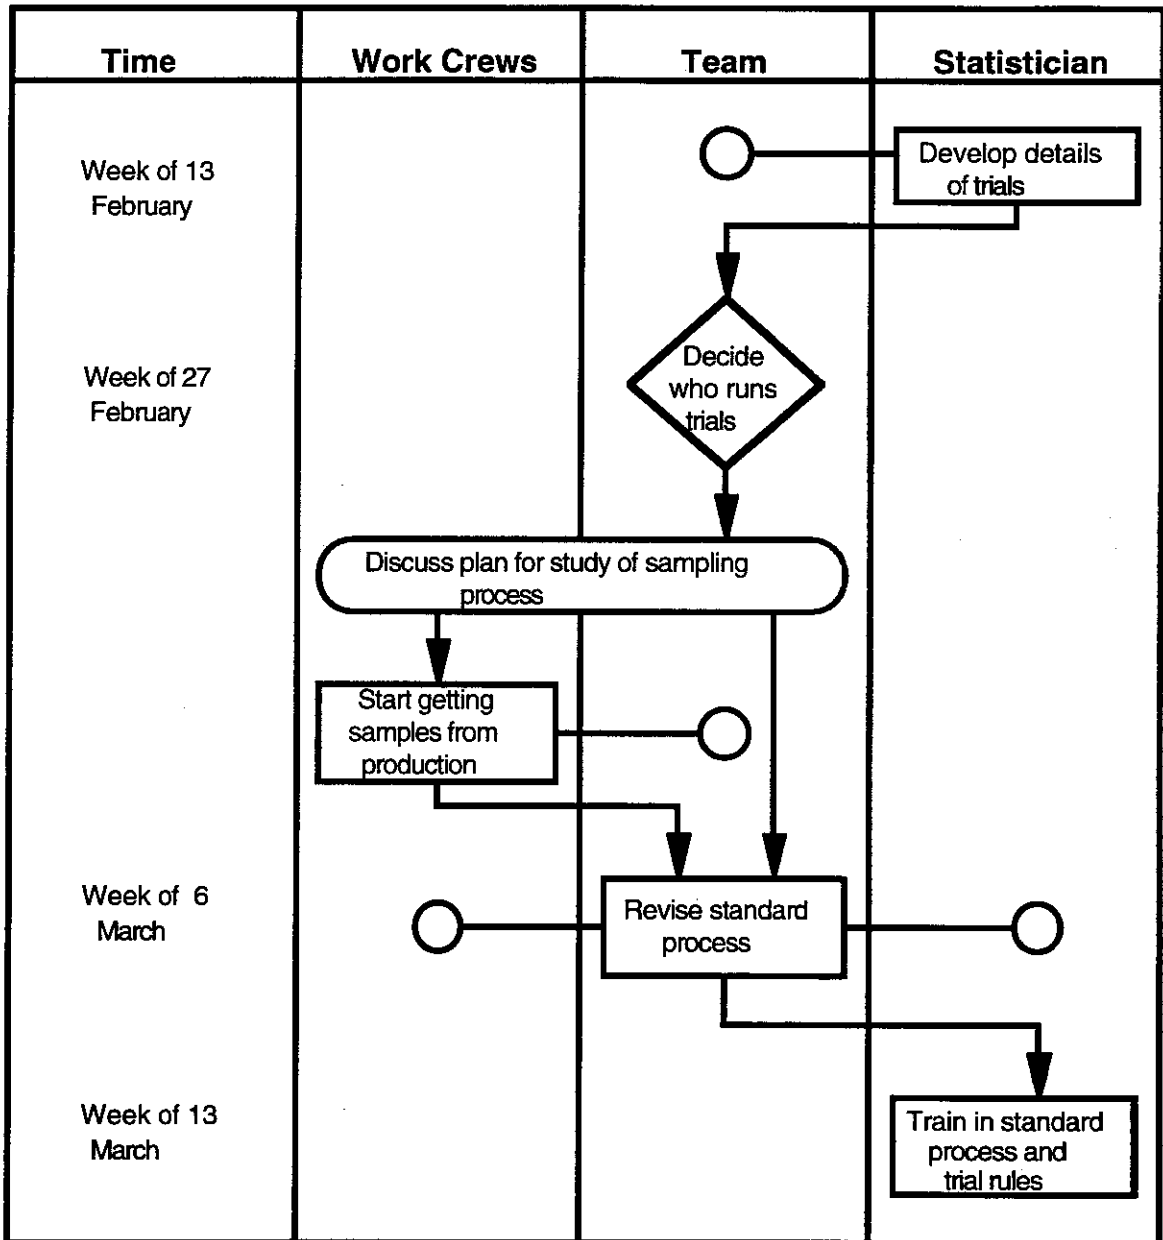 Time
Work Crews
Team
Statistician
Week of 13
February
Develop details
of trials
Week of 27
February
Decide
who runs
trials
Discuss plan for study of sampling
process
Start getting
samples from
production
Week of 6
March
Revise standard
process
Week of 13
March
Train in standard
process and
trial rules